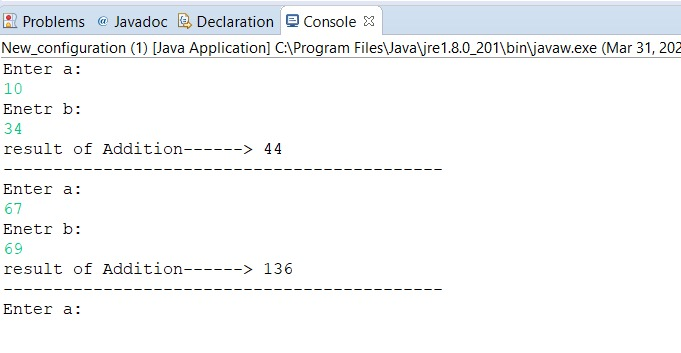 Problems @ Javadoc Declaration Console
New_configuration (1) [Java Application] C:\Program Files\Java\jre1.8.0_201\bin\javaw.exe (Mar 31, 202
Enter a:
10
Enetr b:
34
result of Addition------> 44
--------------------------------------------
Enter a:
67
Enetr b:
69
result of Addition------> 136
--------------------------------------------
Enter a: